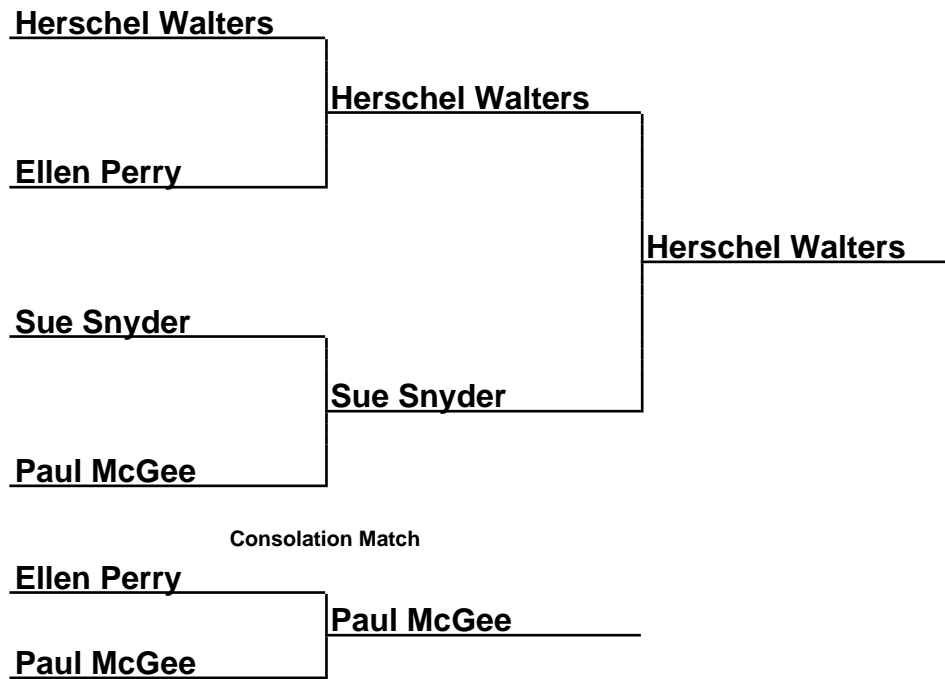 Herschel Walters
Herschel Walters
Ellen Perry
Herschel Walters
Sue Snyder
Sue Snyder
Paul McGee
Consolation Match
Ellen Perry
Paul McGee
Paul McGee